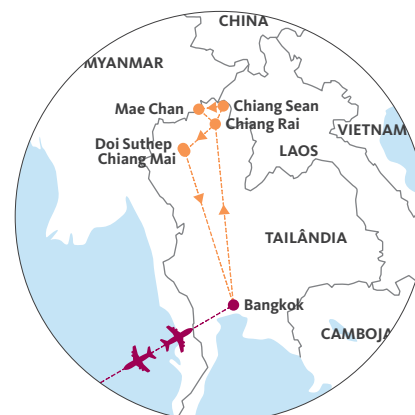 CHINA
MYANMAR
Mae Chan
Chiang Sean
Chiang Rai
VIETNAM
Doi Suthep
Chiang Mai
LAOS
TAILÂNDIA
Bangkok
CAMBOJA